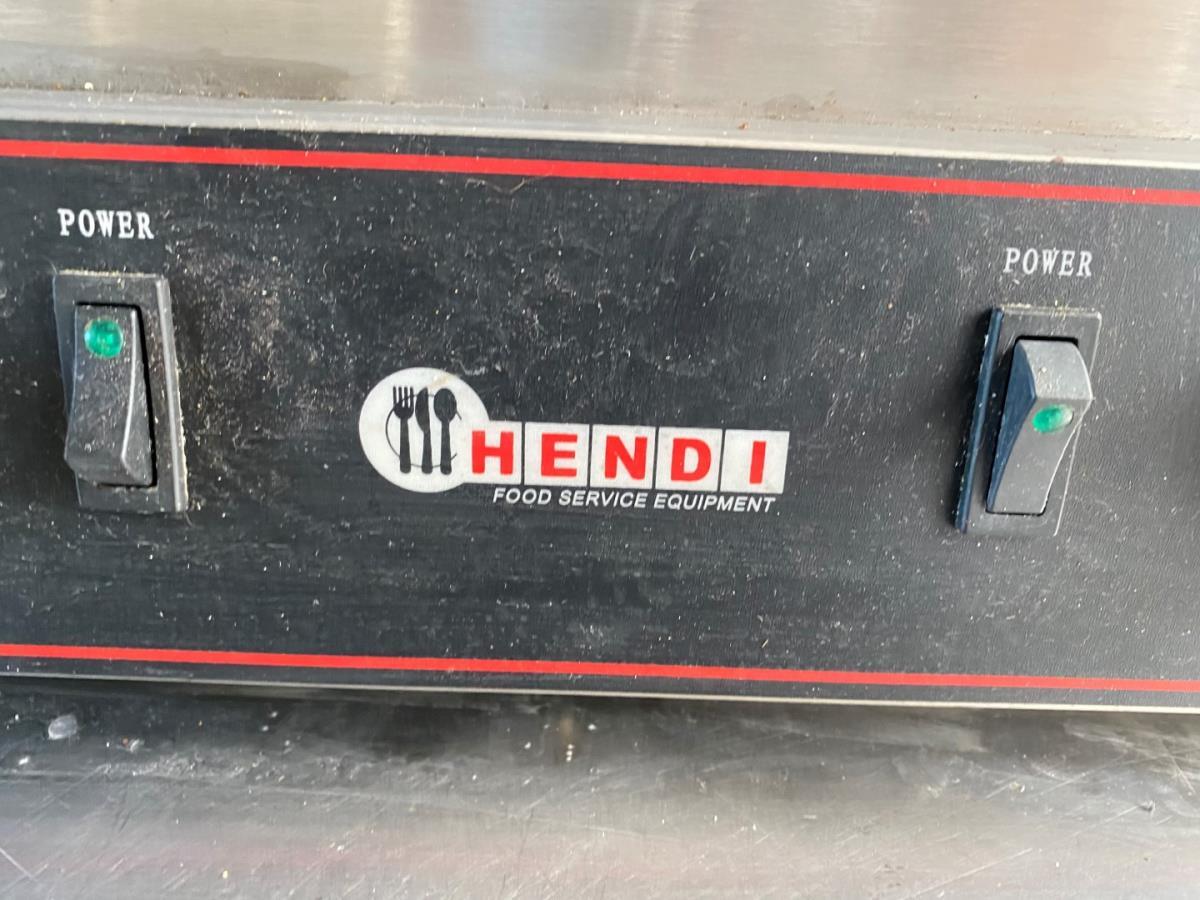 POWER
POWER
HENDI
FOOD SERVICE EQUIPMENT